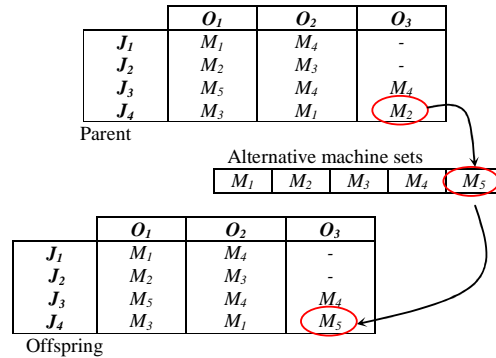 O1 O2 O3
J1 M1 M4 -
J2 M2 M3 -
J3 M5 M4 M4
J4 M3 M1 M2
Parent
Alternative machine sets
M1 M2 M3 M4 M5
O1 O2 O3
J1 M1 M4 -
J2 M2 M3 -
J3 M5 M4 M4
J4 M3 M1 M5
Offspring